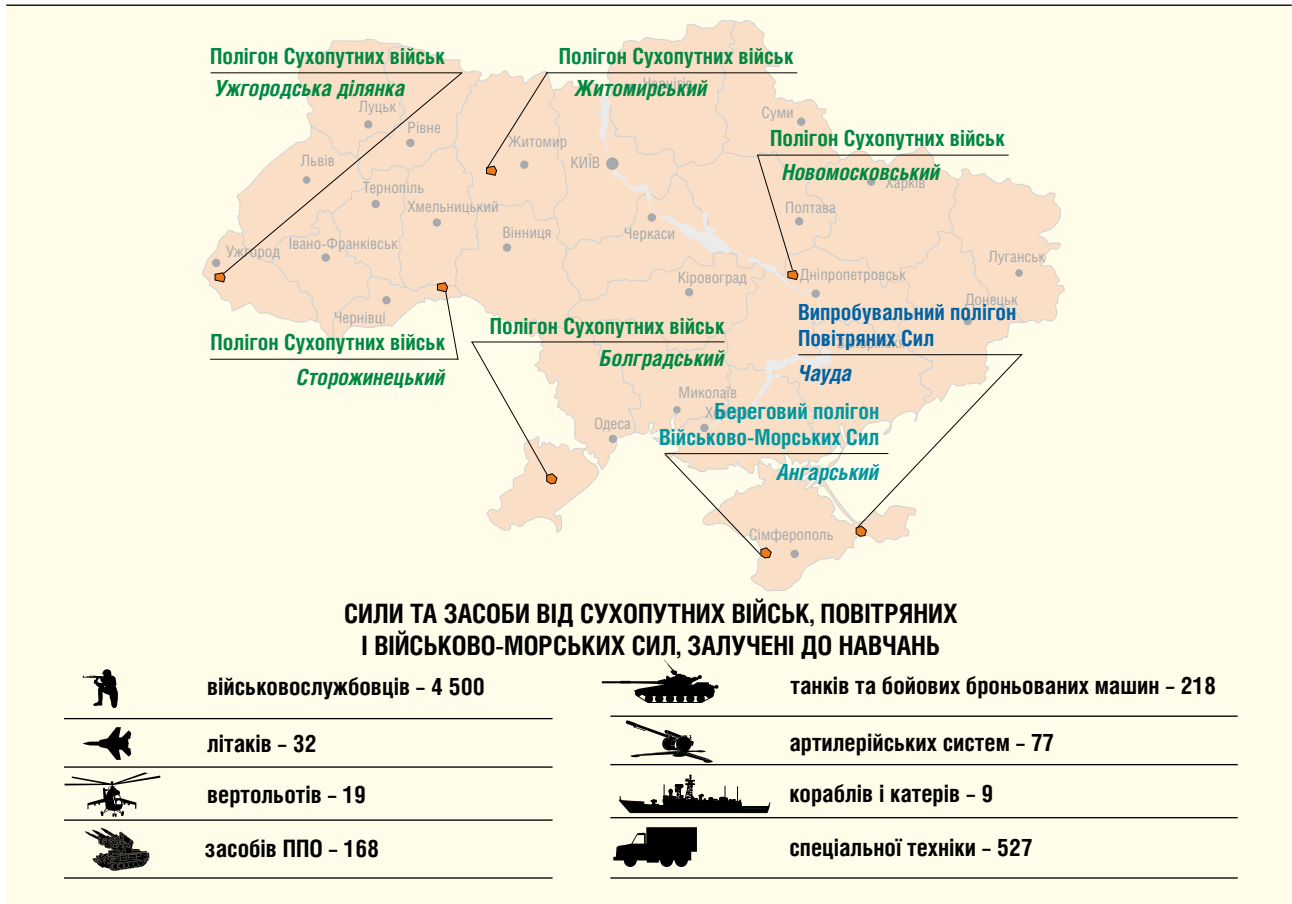 Полігон Сухопутних військ
Ужгородська ділянка
Полігон Сухопутних військ
Житомирський
Суми
Луцьк
Рівне
Житомир
КИЇВ
Полігон Сухопутних військ
Новомосковський
Харків
Львів
Тернопіль
Хмельницький
Полтава
Вінниця
Черкаси
Івано-Франківськ
Ужгород
Луганськ
Кіровоград
Дніпропетровськ
Донецьк
Чернівці
Полігон Сухопутних військ
Сторожинецький
Полігон Сухопутних військ
Болградський
Випробувальний полігон
Повітряних Сил
Чауда
Миколаїв
Одеса
Береговий полігон
Військово-Морських Сил
Ангарський
Сімферополь
СИЛИ ТА ЗАСОБИ ВІД СУХОПУТНИХ ВІЙСЬК, ПОВІТРЯНИХ
І ВІЙСЬКОВО-МОРСЬКИХ СИЛ, ЗАЛУЧЕНІ ДО НАВЧАНЬ
військовослужбовців – 4 500
літаків – 32
вертольотів – 19
засобів ППО – 168
танків та бойових броньованих машин – 218
артилерійських систем – 77
кораблів і катерів – 9
спеціальної техніки – 527